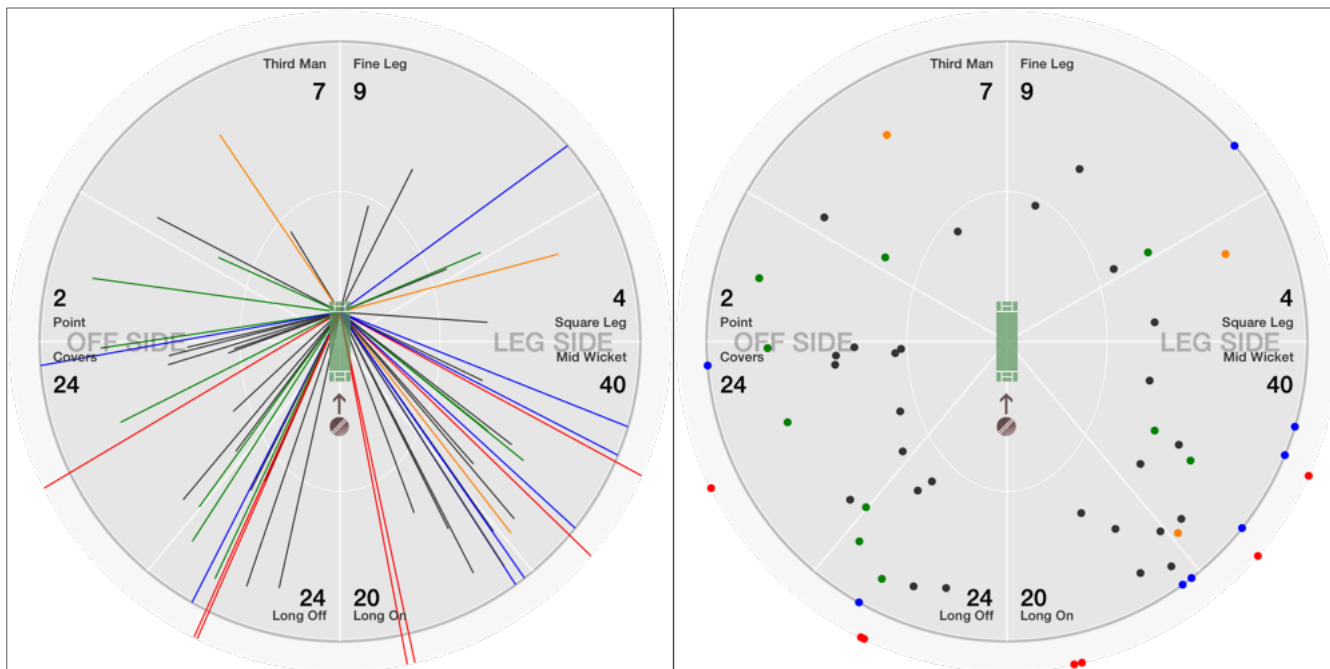 Third Man
Fine Leg
7
9
2
4
Point
Square Leg
OFF SIDE
LEG SIDE
Covers
Mid Wicket
24
40
24
20
Long Off
Long On
Third Man
Fine Leg
7
9
2
4
Point
Square Leg
OFF SIDE
LEG SIDE
Covers
Mid Wicket
24
40
24
20
Long Off
Long On